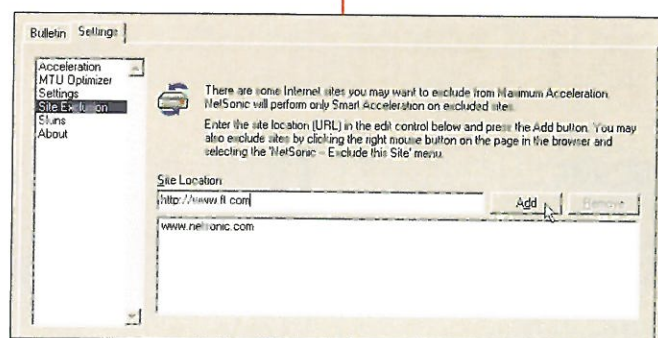 Bulletin Settings
Acceleration
MTU Optimizer
Settings
Site Exclusion
Skins
About
There are some Internet sites you may want to exclude from Maximum Acceleration.
NetSonic will perform only Smart Acceleration on excluded sites.
Enter the site location (URL) in the edit control below and press the Add button. You may
also exclude sites by clicking the right mouse button on the page in the browser and
selecting the 'NetSonic - Exclude this Site' menu.
Site Location
http://www.ft.com
Add Remove
www.netsonic.com